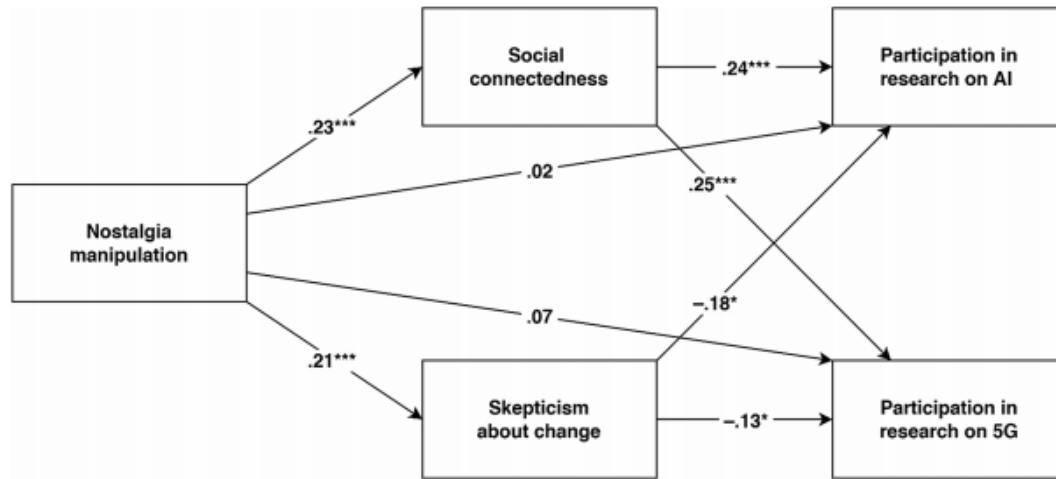 Social
connectedness
.24***
Participation in
research on AI
.23***
.02
.25***
Nostalgia
manipulation
–.18*
.07
.21***
Skepticism
about change
–.13*
Participation in
research on 5G